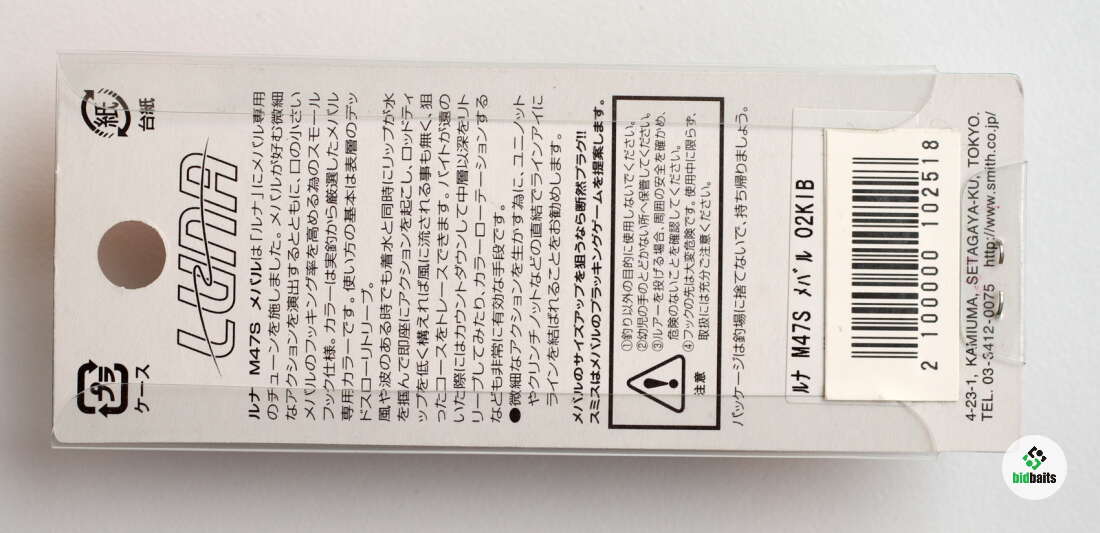 紙
台紙
プラ
ケース
LUNA
ルナ M47S メバルは「ルナ」にメバル専用
のチューンを施しました。メバルが好む微細
なアクションを演出するとともに、口の小さい
メバルのフッキング率を高める為のスモール
フック仕様。カラーは実釣から厳選したメバル
専用カラーです。使い方の基本は表層のデッ
ドスローリトリーブ。
風や波のある時でも着水と同時にリップが水
を掴んで即座にアクションを起こし、ロッドティ
ップを低く構えれば風に流される事も無く、狙
ったコースをトレースできます。バイトが遠の
いた際にはカウントダウンして中層以深をリト
リーブしてみたり、カラーローテーションする
なども非常に有効な手段です。
●微細なアクションを生かす為に、ユニノット
やクリンチノットなどの直結でラインアイに
ラインを結ばれることをお勧めします。
メバルのサイズアップを狙うなら断然プラグ!!
スミスはメバルのプラッキングゲームを提案します。
注意
①釣り以外の目的に使用しないでください。
②幼児の手のとどかない所へ保管してください。
③ルアーを投げる場合、周囲の安全を確かめ、
危険のないことを確認してください。
④フックの先は大変危険です。使用中に限らず、
取扱には充分ご注意ください。
パッケージは釣場に捨てないで、持ち帰りましょう。
ルナ M47S メバル 02KIB
2 100000 102518
4-23-1, KAMIUMA, SETAGAYA-KU, TOKYO.
TEL. 03-3412-0075 http://www.smith.co.jp/
bidbaits